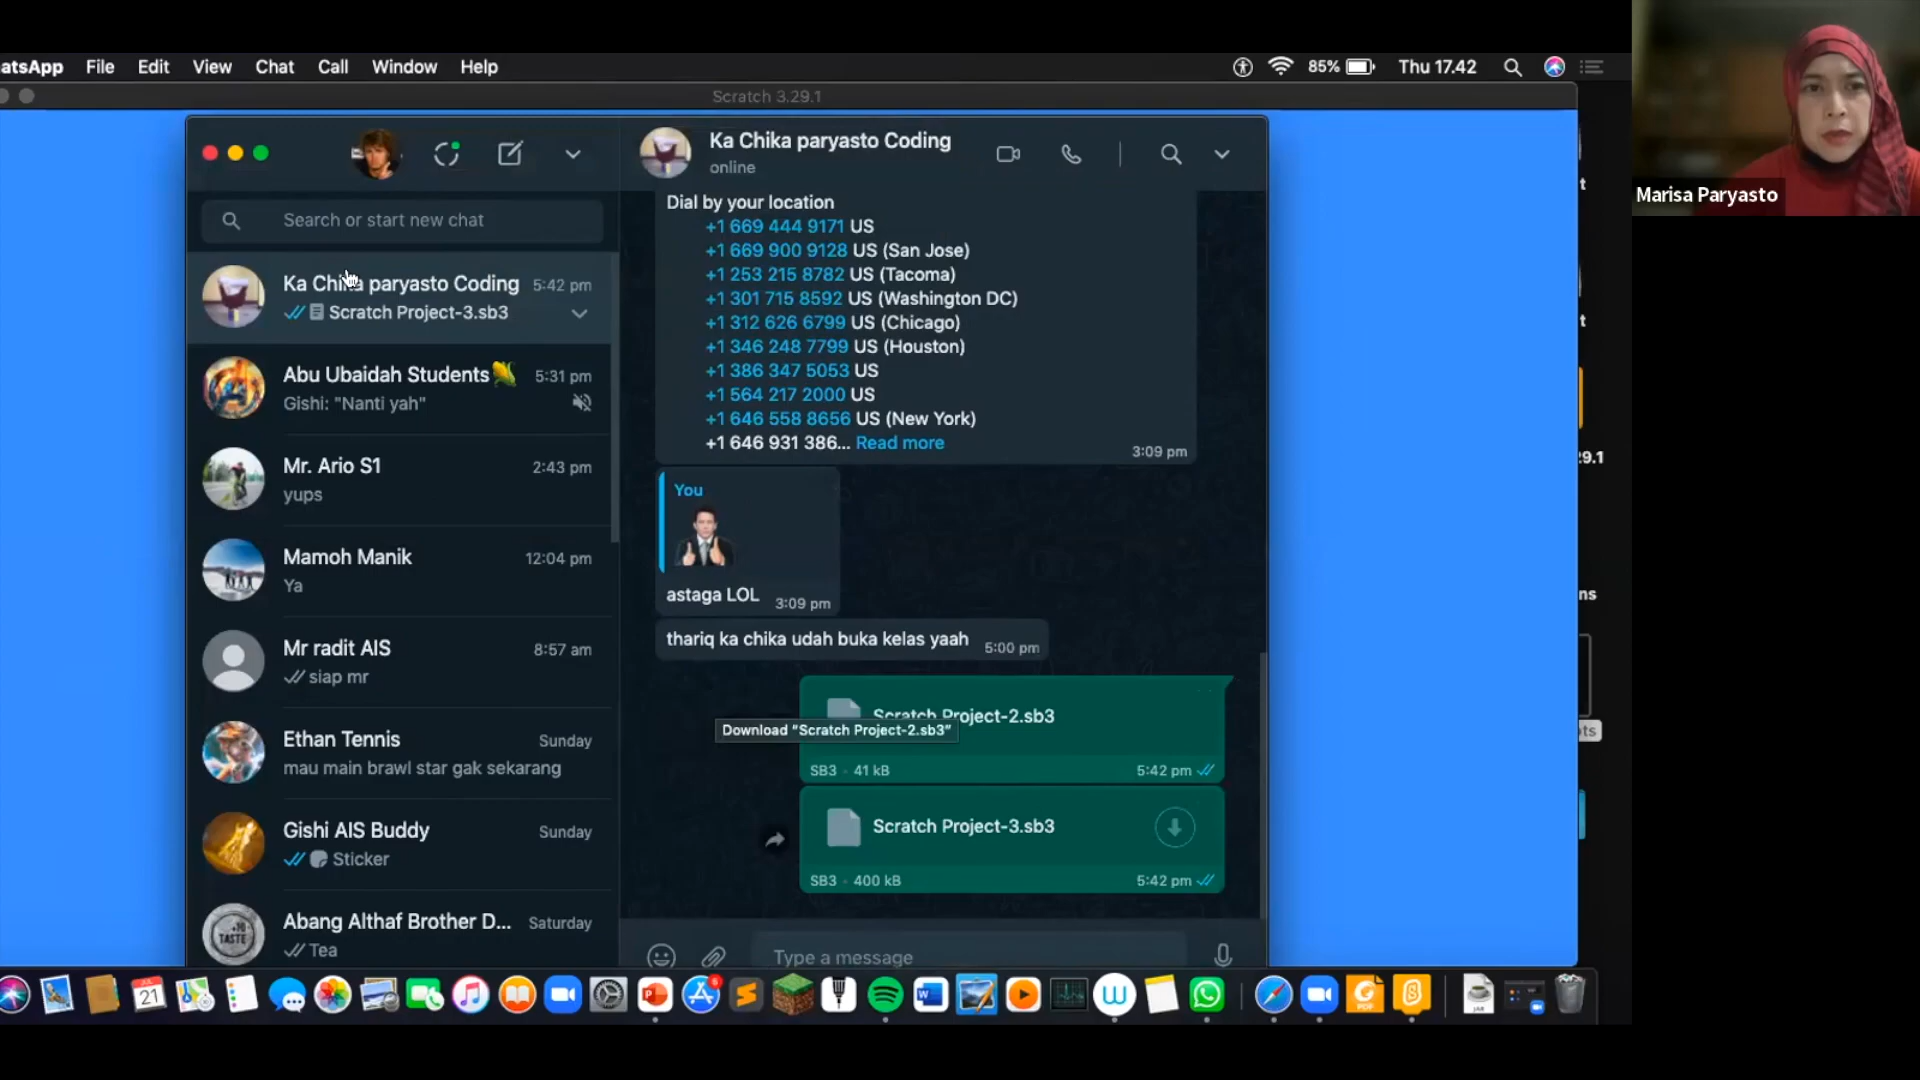 atsApp File Edit View Chat Call Window Help 85% Thu 17.42
Scratch 3.29.1
Ka Chika paryasto Coding
online
Search or start new chat
Ka Chika paryasto Coding 5:42 pm
Scratch Project-3.sb3
Abu Ubaidah Students🌽 5:31 pm
Gishi: "Nanti yah"
Mr. Ario S1 2:43 pm
yups
Mamoh Manik 12:04 pm
Ya
Mr radit AIS 8:57 am
siap mr
Ethan Tennis Sunday
mau main brawl star gak sekarang
Gishi AIS Buddy Sunday
Sticker
Abang Althaf Brother D... Saturday
Tea
Dial by your location
+1 669 444 9171 US
+1 669 900 9128 US (San Jose)
+1 253 215 8782 US (Tacoma)
+1 301 715 8592 US (Washington DC)
+1 312 626 6799 US (Chicago)
+1 346 248 7799 US (Houston)
+1 386 347 5053 US
+1 564 217 2000 US
+1 646 558 8656 US (New York)
+1 646 931 386... Read more
3:09 pm
You
astaga LOL 3:09 pm
thariq ka chika udah buka kelas yaah 5:00 pm
Scratch Project-2.sb3
Download "Scratch Project-2.sb3"
SB3 · 41 kB 5:42 pm
Scratch Project-3.sb3
SB3 · 400 kB 5:42 pm
Type a message
Marisa Paryasto
t
t
29.1
ns
ts
TASTE
21
PDF
JAR